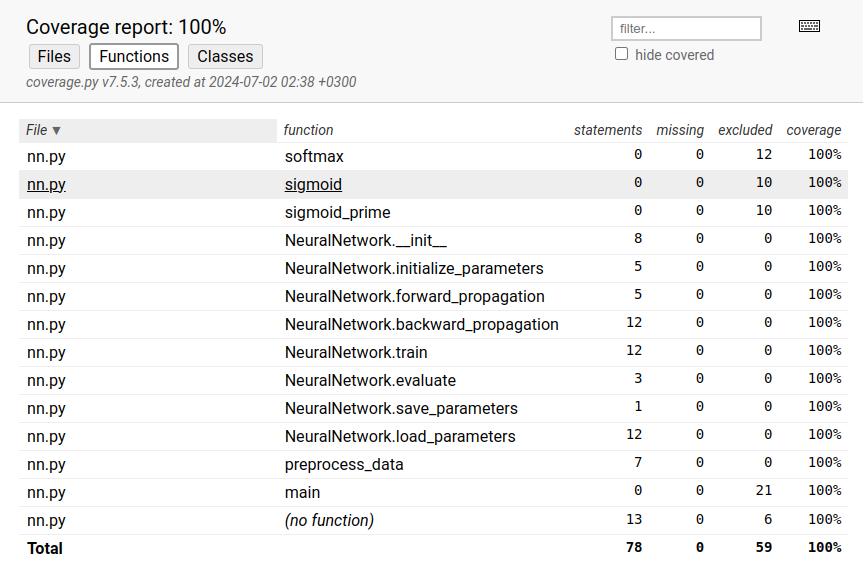 Coverage report: 100%
filter...
hide covered
Files Functions Classes
coverage.py v7.5.3, created at 2024-07-02 02:38 +0300
File ▼ function statements missing excluded coverage
nn.py softmax 0 0 12 100%
nn.py sigmoid 0 0 10 100%
nn.py sigmoid_prime 0 0 10 100%
nn.py NeuralNetwork.__init__ 8 0 0 100%
nn.py NeuralNetwork.initialize_parameters 5 0 0 100%
nn.py NeuralNetwork.forward_propagation 5 0 0 100%
nn.py NeuralNetwork.backward_propagation 12 0 0 100%
nn.py NeuralNetwork.train 12 0 0 100%
nn.py NeuralNetwork.evaluate 3 0 0 100%
nn.py NeuralNetwork.save_parameters 1 0 0 100%
nn.py NeuralNetwork.load_parameters 12 0 0 100%
nn.py preprocess_data 7 0 0 100%
nn.py main 0 0 21 100%
nn.py (no function) 13 0 6 100%
Total 78 0 59 100%